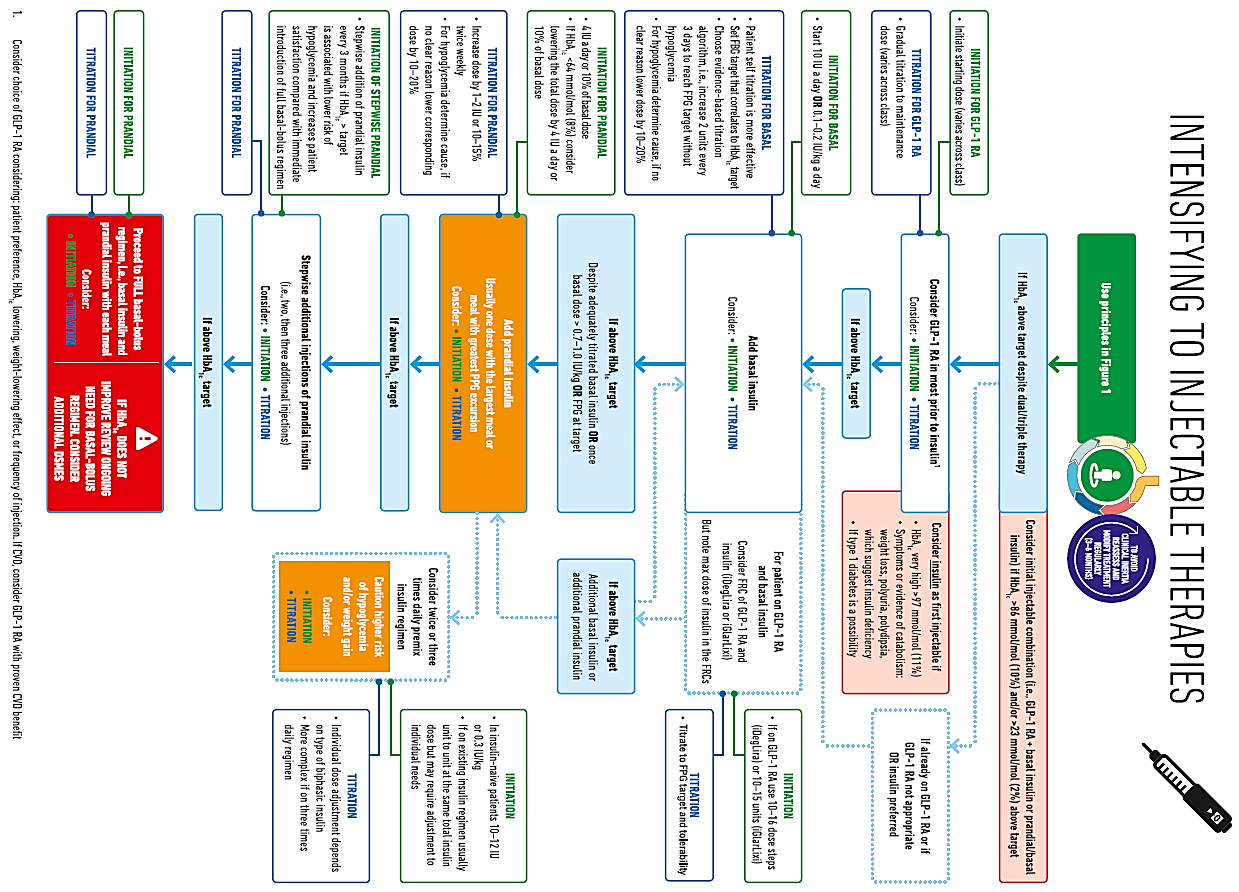 INTENSIFYING TO INJECTABLE THERAPIES
Use principles in Figure 1
TO AVOID
CLINICAL INERTIA
REASSESS AND
MODIFY TREATMENT
REGULARLY
(3–6 MONTHS)
If HbA1c above target despite dual/triple therapy
Consider initial injectable combination (i.e., GLP-1 RA + basal insulin or prandial/basal
insulin) if HbA1c >86 mmol/mol (10%) and/or >23 mmol/mol (2%) above target
INITIATION FOR GLP-1 RA
• Initiate starting dose (varies across class)
TITRATION FOR GLP-1 RA
• Gradual titration to maintenance
dose (varies across class)
Consider GLP-1 RA in most prior to insulin1
Consider: • INITIATION • TITRATION
Consider insulin as first injectable if
• HbA1c very high >97 mmol/mol (11%)
• Symptoms or evidence of catabolism:
weight loss, polyuria, polydipsia,
which suggest insulin deficiency
• If type 1 diabetes is a possibility
If already on GLP-1 RA or if
GLP-1 RA not appropriate
OR insulin preferred
If above HbA1c target
INITIATION FOR BASAL
• Start 10 IU a day OR 0.1–0.2 IU/kg a day
TITRATION FOR BASAL
• Patient self titration is more effective
• Set FBG target that correlates to HbA1c target
• Choose evidence-based titration
algorithm, i.e., increase 2 units every
3 days to reach FPG target without
hypoglycemia
• For hypoglycemia determine cause, if no
clear reason lower dose by 10–20%
Add basal insulin
Consider: • INITIATION • TITRATION
For patient on GLP-1 RA
and basal insulin
Consider FRC of GLP-1 RA and
insulin (iDegLira or iGlarLixi)
But note max dose of insulin in the FRCs
INITIATION
• If on GLP-1 RA use 10–16 dose steps
(iDegLira) or 10–15 units (iGlarLixi)
TITRATION
• Titrate to FPG target and tolerability
If above HbA1c target
Despite adequately titrated basal insulin OR once
basal dose > 0.7–1.0 IU/kg OR FPG at target
If above HbA1c target
Additional basal insulin or
additional prandial insulin
INITIATION FOR PRANDIAL
• 4 IU a day or 10% of basal dose
• If HbA1c <64 mmol/mol (8%) consider
lowering the total dose by 4 IU a day or
10% of basal dose
TITRATION FOR PRANDIAL
• Increase dose by 1–2 IU or 10–15%
twice weekly
• For hypoglycemia determine cause, if
no clear reason lower corresponding
dose by 10–20%
Add prandial insulin
Usually one dose with the largest meal or
meal with greatest PPG excursion
Consider: • INITIATION • TITRATION
Consider twice or three
times daily premix
insulin regimen
Caution higher risk
of hypoglycemia
and/or weight gain
Consider:
• INITIATION
• TITRATION
INITIATION
• In insulin-naive patients 10–12 IU
or 0.3 IU/kg
• If on existing insulin regimen usually
unit to unit at the same total insulin
dose but may require adjustment to
individual needs
TITRATION
• Individual dose adjustment depends
on type of biphasic insulin
• More complex if on three times
daily regimen
If above HbA1c target
INITIATION OF STEPWISE PRANDIAL
• Stepwise addition of prandial insulin
every 3 months if HbA1c > target
is associated with lower risk of
hypoglycemia and increases patient
satisfaction compared with immediate
introduction of full basal-bolus regimen
TITRATION FOR PRANDIAL
Stepwise additional injections of prandial insulin
(i.e., two, then three additional injections)
Consider: • INITIATION • TITRATION
If above HbA1c target
INITIATION FOR PRANDIAL
TITRATION FOR PRANDIAL
Proceed to FULL basal-bolus
regimen, i.e., basal insulin and
prandial insulin with each meal
Consider:
• INITIATION • TITRATION
IF HbA1c DOES NOT
IMPROVE REVIEW ONGOING
NEED FOR BASAL-BOLUS
REGIMEN. CONSIDER
ADDITIONAL DSMES
1. Consider choice of GLP-1 RA considering: patient preference, HbA1c lowering, weight-lowering effect, or frequency of injection. If CVD, consider GLP-1 RA with proven CVD benefit